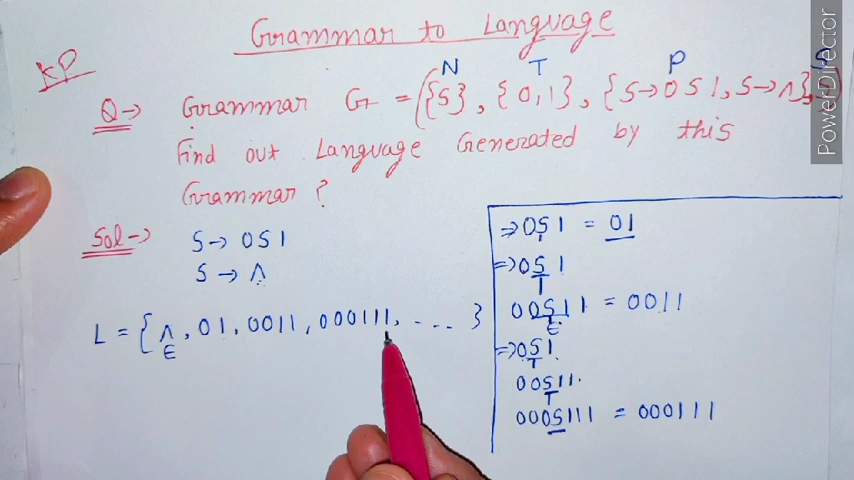 Grammar to Language
KP
N T P
Q→ Grammar G = ({S}, {0,1}, {S→0S1, S→Λ},
Find out Language Generated by this
Grammar?
Sol→ S→0S1
S→Λ
L = {Λ, 01, 0011, 000111, .... }
E
⇒0S1 = 01
⇒0S1
00S11 = 0011
E
⇒0S1.
00S11.
000S111 = 000111
PowerDirector